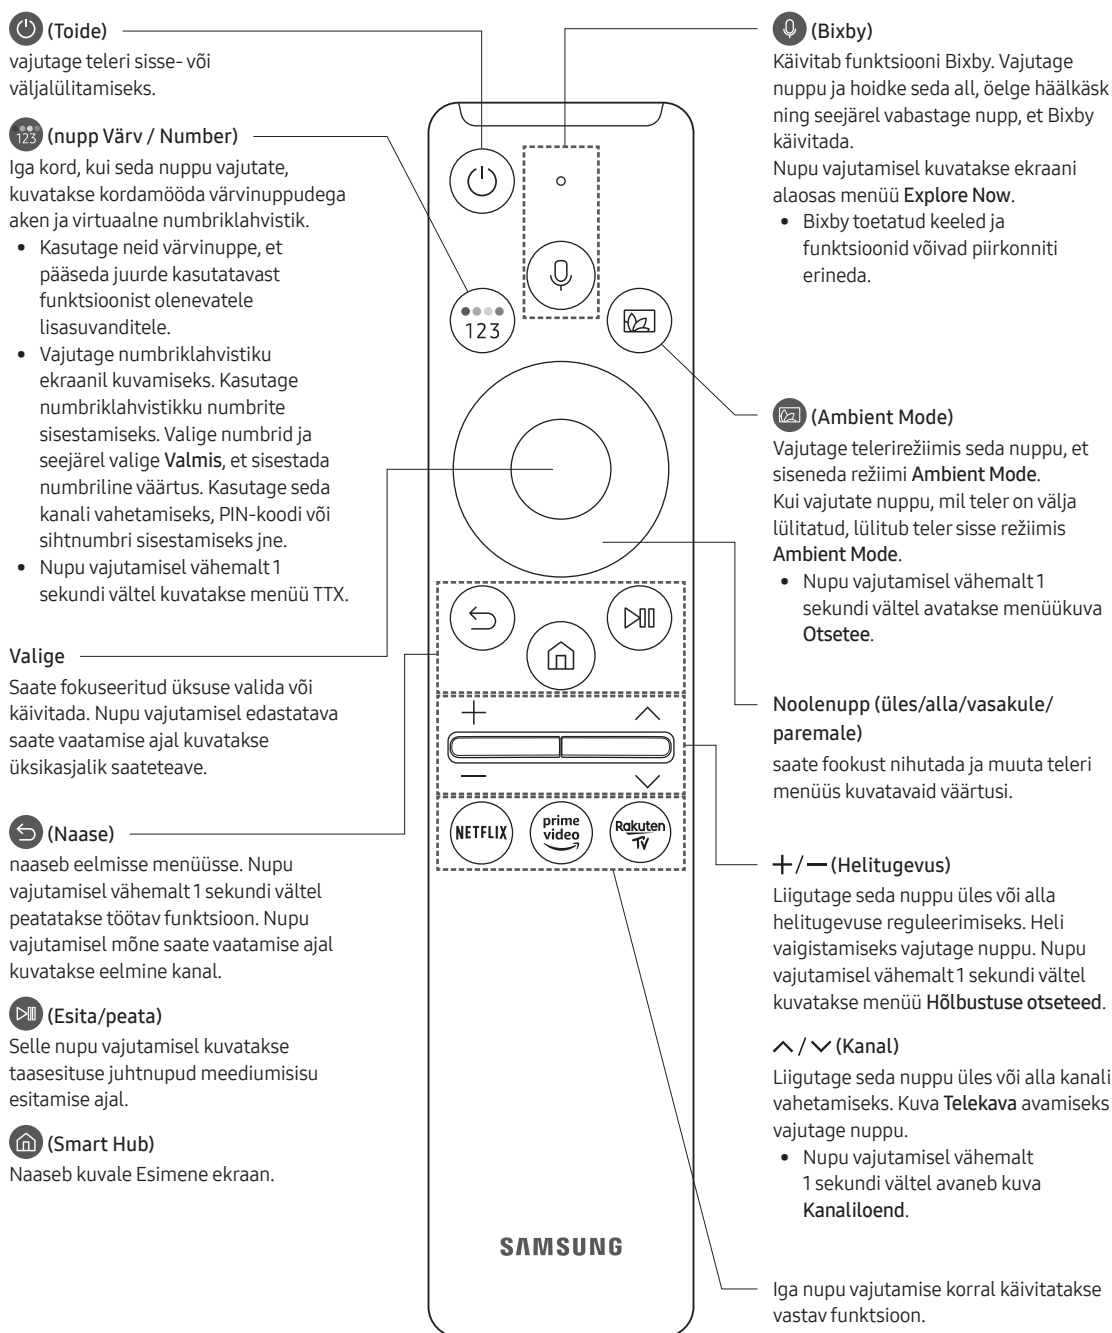 (Toide)
vajutage teleri sisse- või
väljalülitamiseks.
123 (nupp Värv / Number)
Iga kord, kui seda nuppu vajutate,
kuvatakse kordamööda värvinuppudega
aken ja virtuaalne numbriklahvistik.
• Kasutage neid värvinuppe, et
pääseda juurde kasutatavast
funktsioonist olenevatele
lisasuvanditele.
• Vajutage numbriklahvistiku
ekraanil kuvamiseks. Kasutage
numbriklahvistikku numbrite
sisestamiseks. Valige numbrid ja
seejärel valige Valmis, et sisestada
numbriline väärtus. Kasutage seda
kanali vahetamiseks, PIN-koodi või
sihtnumbri sisestamiseks jne.
• Nupu vajutamisel vähemalt 1
sekundi vältel kuvatakse menüü TTX.
Valige
Saate fokuseeritud üksuse valida või
käivitada. Nupu vajutamisel edastatava
saate vaatamise ajal kuvatakse
üksikasjalik saateteave.
(Naase)
naaseb eelmisse menüüsse. Nupu
vajutamisel vähemalt 1 sekundi vältel
peatatakse töötav funktsioon. Nupu
vajutamisel mõne saate vaatamise ajal
kuvatakse eelmine kanal.
(Esita/peata)
Selle nupu vajutamisel kuvatakse
taasesituse juhtnupud meediumisisu
esitamise ajal.
(Smart Hub)
Naaseb kuvale Esimene ekraan.
123
NETFLIX
prime
video
Rakuten
TV
SAMSUNG
(Bixby)
Käivitab funktsiooni Bixby. Vajutage
nuppu ja hoidke seda all, öelge häälkäsk
ning seejärel vabastage nupp, et Bixby
käivitada.
Nupu vajutamisel kuvatakse ekraani
alaosas menüü Explore Now.
• Bixby toetatud keeled ja
funktsioonid võivad piirkonniti
erineda.
(Ambient Mode)
Vajutage telerirežiimis seda nuppu, et
siseneda režiimi Ambient Mode.
Kui vajutate nuppu, mil teler on välja
lülitatud, lülitub teler sisse režiimis
Ambient Mode.
• Nupu vajutamisel vähemalt 1
sekundi vältel avatakse menüükuva
Otsetee.
Noolenupp (üles/alla/vasakule/
paremale)
saate fookust nihutada ja muuta teleri
menüüs kuvatavaid väärtusi.
+/— (Helitugevus)
Liigutage seda nuppu üles või alla
helitugevuse reguleerimiseks. Heli
vaigistamiseks vajutage nuppu. Nupu
vajutamisel vähemalt 1 sekundi vältel
kuvatakse menüü Hõlbustuse otseteed.
/ (Kanal)
Liigutage seda nuppu üles või alla kanali
vahetamiseks. Kuva Telekava avamiseks
vajutage nuppu.
• Nupu vajutamisel vähemalt
1 sekundi vältel avaneb kuva
Kanaliloend.
Iga nupu vajutamise korral käivitatakse
vastav funktsioon.